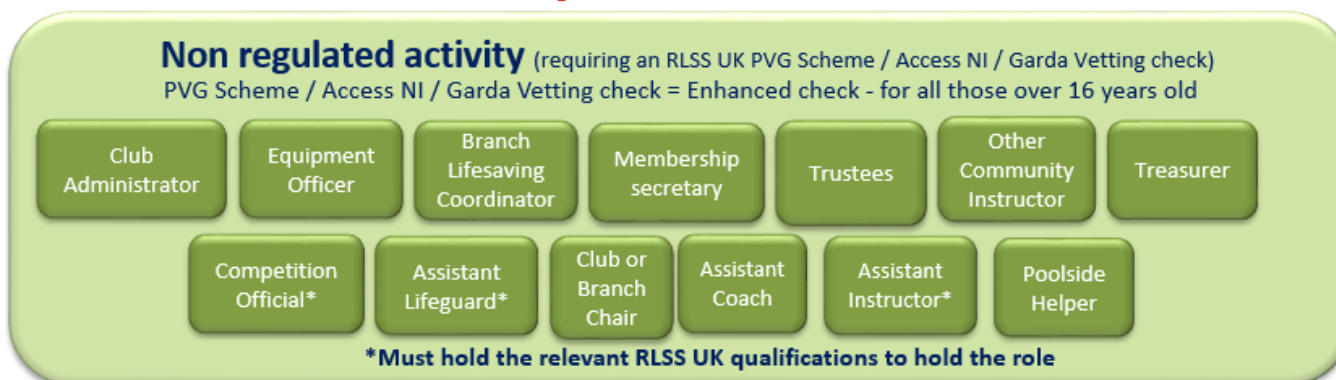 Non regulated activity (requiring an RLSS UK PVG Scheme / Access NI / Garda Vetting check)
PVG Scheme / Access NI / Garda Vetting check = Enhanced check - for all those over 16 years old
Club
Administrator
Equipment
Officer
Branch
Lifesaving
Coordinator
Membership
secretary
Trustees
Other
Community
Instructor
Treasurer
Competition
Official*
Assistant
Lifeguard*
Club or
Branch
Chair
Assistant
Coach
Assistant
Instructor*
Poolside
Helper
*Must hold the relevant RLSS UK qualifications to hold the role